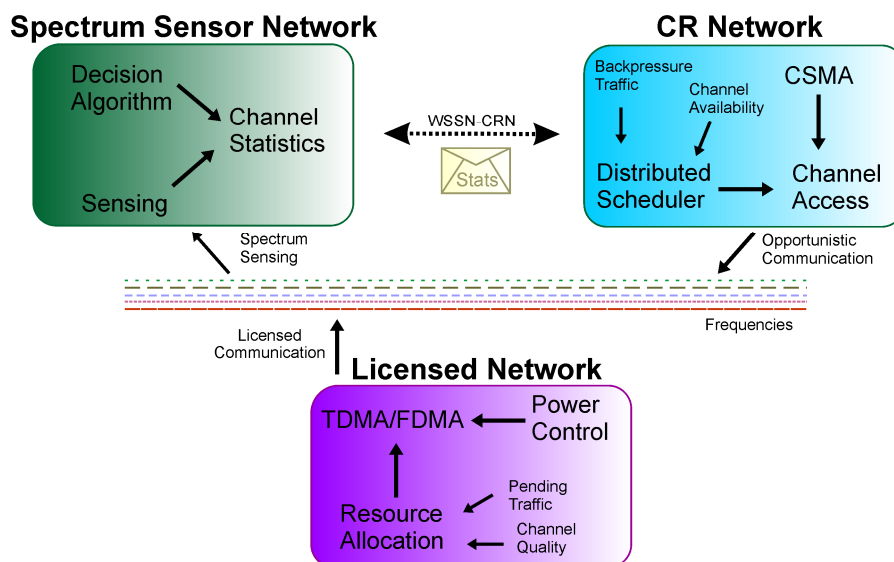 Spectrum Sensor Network
Decision
Algorithm
Channel
Statistics
Sensing
WSSN-CRN
Stats
CR Network
Backpressure
Traffic
Channel
Availability
CSMA
Distributed
Scheduler
Channel
Access
Spectrum
Sensing
Opportunistic
Communication
Frequencies
Licensed
Communication
Licensed Network
TDMA/FDMA
Power
Control
Resource
Allocation
Pending
Traffic
Channel
Quality